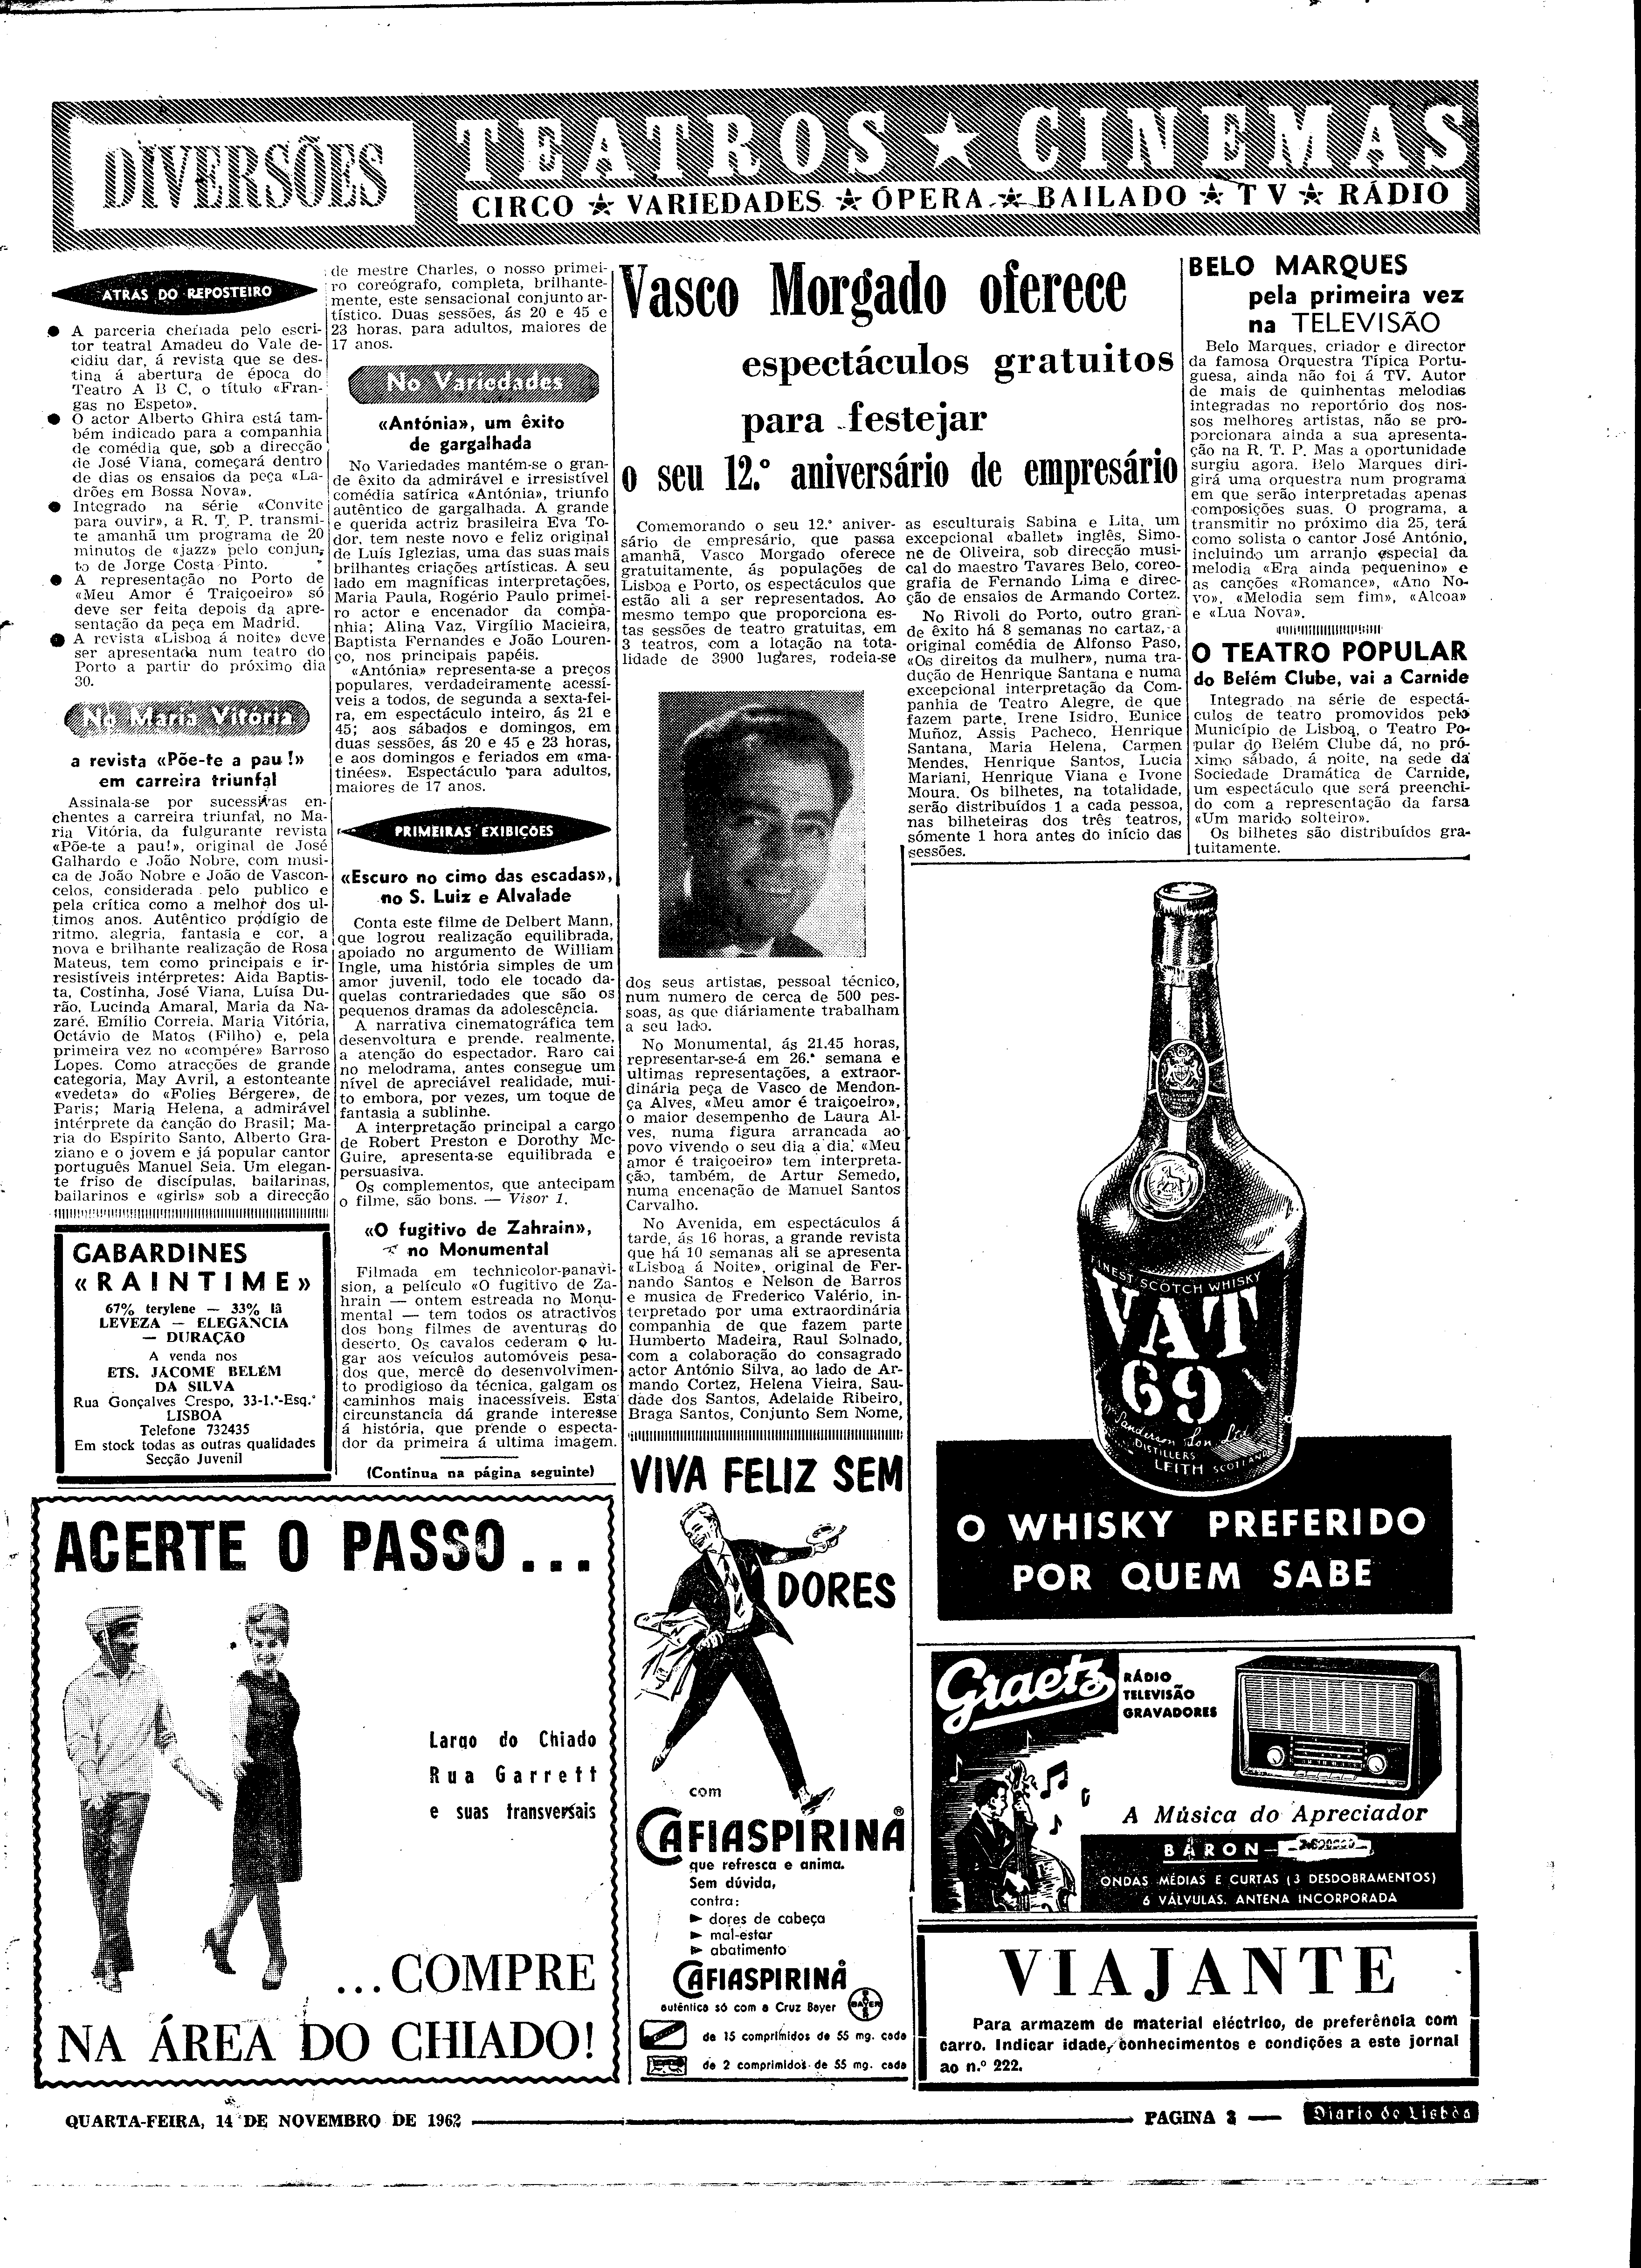 DIVERSÕES
TEATROS ★ CINEMAS
CIRCO ★ VARIEDADES ★ ÓPERA ★ BAILADO ★ TV ★ RÁDIO
ATRÁS DO REPOSTEIRO
● A parceria chefiada pelo escri-
tor teatral Amadeu do Vale de-
cidiu dar, á revista que se des-
tina á abertura de época do
Teatro A B C, o título «Fran-
gas no Espeto».
● O actor Alberto Ghira está tam-
bém indicado para a companhia
de comédia que, sob a direcção
de José Viana, começará dentro
de dias os ensaios da peça «La-
drões em Bossa Nova».
● Integrado na série «Convite
para ouvir», a R. T. P. transmi-
te amanhã um programa de 20
minutos de «jazz» pelo conjun-
to de Jorge Costa Pinto.
● A representação no Porto de
«Meu Amor é Traiçoeiro» só
deve ser feita depois da apre-
sentação da peça em Madrid.
● A revista «Lisboa á noite» deve
ser apresentada num teatro do
Porto a partir do próximo dia
30.
No Maria Vitória
a revista «Põe-te a pau!»
em carreira triunfal
Assinala-se por sucessivas en-
chentes a carreira triunfal, no Ma-
ria Vitória, da fulgurante revista
«Põe-te a pau!», original de José
Galhardo e João Nobre, com musi-
ca de João Nobre e João de Vascon-
celos, considerada pelo publico e
pela crítica como a melhor dos ul-
timos anos. Autêntico prodígio de
ritmo, alegria, fantasia e cor, a
nova e brilhante realização de Rosa
Mateus, tem como principais e ir-
resistíveis intérpretes: Aida Baptis-
ta, Costinha, José Viana, Luísa Du-
rão, Lucinda Amaral, Maria da Na-
zaré, Emílio Correia, Maria Vitória,
Octávio de Matos (Filho) e, pela
primeira vez no «compére» Barroso
Lopes. Como atracções de grande
categoria, May Avril, a estonteante
«vedeta» do «Folies Bérgere», de
Paris; Maria Helena, a admirável
intérprete da canção do Brasil; Ma-
ria do Espírito Santo, Alberto Gra-
ziano e o jovem e já popular cantor
português Manuel Seia. Um elegan-
te friso de discípulas, bailarinas,
bailarinos e «girls» sob a direcção
de mestre Charles, o nosso primei-
ro coreógrafo, completa, brilhante-
mente, este sensacional conjunto ar-
tístico. Duas sessões, ás 20 e 45 e
23 horas, para adultos, maiores de
17 anos.
No Variedades
«Antónia», um êxito
de gargalhada
No Variedades mantém-se o gran-
de êxito da admirável e irresistível
comédia satírica «Antónia», triunfo
autêntico de gargalhada. A grande
e querida actriz brasileira Eva To-
dor, tem neste novo e feliz original
de Luís Iglezias, uma das suas mais
brilhantes criações artísticas. A seu
lado em magníficas interpretações,
Maria Paula, Rogério Paulo primei-
ro actor e encenador da compa-
nhia; Alina Vaz, Virgílio Macieira,
Baptista Fernandes e João Louren-
ço, nos principais papéis.
«Antónia» representa-se a preços
populares, verdadeiramente acessí-
veis a todos, de segunda a sexta-fei-
ra, em espectáculo inteiro, ás 21 e
45; aos sábados e domingos, em
duas sessões, ás 20 e 45 e 23 horas,
e aos domingos e feriados em «ma-
tinées». Espectáculo para adultos,
maiores de 17 anos.
PRIMEIRAS EXIBIÇÕES
«Escuro no cimo das escadas»,
no S. Luiz e Alvalade
Conta este filme de Delbert Mann,
que logrou realização equilibrada,
apoiado no argumento de William
Ingle, uma história simples de um
amor juvenil, todo ele tocado da-
quelas contrariedades que são os
pequenos dramas da adolescência.
A narrativa cinematográfica tem
desenvoltura e prende, realmente,
a atenção do espectador. Raro cai
no melodrama, antes consegue um
nível de apreciável realidade, mui-
to embora, por vezes, um toque de
fantasia a sublinhe.
A interpretação principal a cargo
de Robert Preston e Dorothy Mc-
Guire, apresenta-se equilibrada e
persuasiva.
Os complementos, que antecipam
o filme, são bons. — Visor 1.
«O fugitivo de Zahrain»,
no Monumental
Filmada em technicolor-panavi-
sion, a película «O fugitivo de Za-
hrain — ontem estreada no Monu-
mental — tem todos os atractivos
dos bons filmes de aventuras do
deserto. Os cavalos cederam o lu-
gar aos veículos automóveis pesa-
dos que, mercê do desenvolvimen-
to prodigioso da técnica, galgam os
caminhos mais inacessíveis. Esta
circunstancia dá grande interesse
á história, que prende o especta-
dor da primeira á ultima imagem.
(Continua na página seguinte)
Vasco Morgado oferece
espectáculos gratuitos
para festejar
o seu 12.º aniversário de empresário
Comemorando o seu 12.º aniver-
sário de empresário, que passa
amanhã, Vasco Morgado oferece
gratuitamente, ás populações de
Lisboa e Porto, os espectáculos que
estão ali a ser representados. Ao
mesmo tempo que proporciona es-
tas sessões de teatro gratuitas, em
3 teatros, com a lotação na tota-
lidade de 3900 lugares, rodeia-se
dos seus artistas, pessoal técnico,
num numero de cerca de 500 pes-
soas, as que diáriamente trabalham
a seu lado.
No Monumental, ás 21.45 horas,
representar-se-á em 26.ª semana e
ultimas representações, a extraor-
dinária peça de Vasco de Mendon-
ça Alves, «Meu amor é traiçoeiro»,
o maior desempenho de Laura Al-
ves, numa figura arrancada ao
povo vivendo o seu dia a dia. «Meu
amor é traiçoeiro» tem interpreta-
ção, também, de Artur Semedo,
numa encenação de Manuel Santos
Carvalho.
No Avenida, em espectáculos á
tarde, ás 16 horas, a grande revista
que há 10 semanas ali se apresenta
«Lisboa á Noite», original de Fer-
nando Santos e Nelson de Barros
e musica de Frederico Valério, in-
terpretado por uma extraordinária
companhia de que fazem parte
Humberto Madeira, Raul Solnado,
com a colaboração do consagrado
actor António Silva, ao lado de Ar-
mando Cortez, Helena Vieira, Sau-
dade dos Santos, Adelaide Ribeiro,
Braga Santos, Conjunto Sem Nome,
as esculturais Sabina e Lita, um
excepcional «ballet» inglês, Simo-
ne de Oliveira, sob direcção musi-
cal do maestro Tavares Belo, coreo-
grafia de Fernando Lima e direc-
ção de ensaios de Armando Cortez.
No Rivoli do Porto, outro gran-
de êxito há 8 semanas no cartaz, a
original comédia de Alfonso Paso,
«Os direitos da mulher», numa tra-
dução de Henrique Santana e numa
excepcional interpretação da Com-
panhia de Teatro Alegre, de que
fazem parte, Irene Isidro, Eunice
Muñoz, Assis Pacheco, Henrique
Santana, Maria Helena, Carmen
Mendes, Henrique Santos, Lucia
Mariani, Henrique Viana e Ivone
Moura. Os bilhetes, na totalidade,
serão distribuídos 1 a cada pessoa,
nas bilheteiras dos três teatros,
sómente 1 hora antes do início das
sessões.
BELO MARQUES
pela primeira vez
na TELEVISÃO
Belo Marques, criador e director
da famosa Orquestra Típica Portu-
guesa, ainda não foi á TV. Autor
de mais de quinhentas melodias
integradas no reportório dos nos-
sos melhores artistas, não se pro-
porcionara ainda a sua apresenta-
ção na R. T. P. Mas a oportunidade
surgiu agora. Belo Marques diri-
girá uma orquestra num programa
em que serão interpretadas apenas
composições suas. O programa, a
transmitir no próximo dia 25, terá
como solista o cantor José António,
incluindo um arranjo especial da
melodia «Era ainda pequenino» e
as canções «Romance», «Ano No-
vo», «Melodia sem fim», «Alcoa»
e «Lua Nova».
O TEATRO POPULAR
do Belém Clube, vai a Carnide
Integrado na série de espectá-
culos de teatro promovidos pelo
Município de Lisboa, o Teatro Po-
pular do Belém Clube dá, no pró-
ximo sábado, á noite, na sede da
Sociedade Dramática de Carnide,
um espectáculo que será preenchi-
do com a representação da farsa
«Um marido solteiro».
Os bilhetes são distribuídos gra-
tuitamente.
GABARDINES
«RAINTIME»
67% terylene — 33% lã
LEVEZA — ELEGÂNCIA
— DURAÇÃO
A venda nos
ETS. JÁCOME BELÉM
DA SILVA
Rua Gonçalves Crespo, 33-1.º-Esq.º
LISBOA
Telefone 732435
Em stock todas as outras qualidades
Secção Juvenil
ACERTE O PASSO...
Largo do Chiado
Rua Garrett
e suas transversais
...COMPRE
NA ÁREA DO CHIADO!
VIVA FELIZ SEM
DORES
com
CAFIASPIRINA ®
que refresca e anima.
Sem dúvida,
contra:
► dores de cabeça
► mal-estar
► abatimento
CAFIASPIRINA
autêntica só com a Cruz Bayer
BAYER
de 15 comprimidos de 55 mg. cada
de 2 comprimidos de 55 mg. cada
FINEST SCOTCH WHISKY
VAT
69
Wm Sanderson & Son Ltd.
DISTILLERS
LEITH SCOTLAND
O WHISKY PREFERIDO
POR QUEM SABE
Graetz
RÁDIO
TELEVISÃO
GRAVADORES
A Música do Apreciador
BARON
ONDAS MÉDIAS E CURTAS (3 DESDOBRAMENTOS)
6 VÁLVULAS. ANTENA INCORPORADA
VIAJANTE
Para armazem de material eléctrico, de preferência com
carro. Indicar idade, conhecimentos e condições a este jornal
ao n.º 222.
QUARTA-FEIRA, 14 DE NOVEMBRO DE 1962
PAGINA 3
Diario de Lisbôa